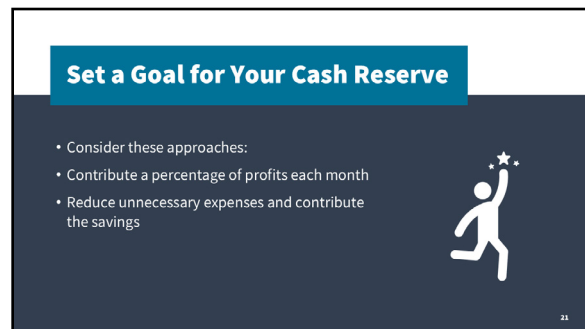 Set a Goal for Your Cash Reserve
• Consider these approaches:
• Contribute a percentage of profits each month
• Reduce unnecessary expenses and contribute
the savings
21